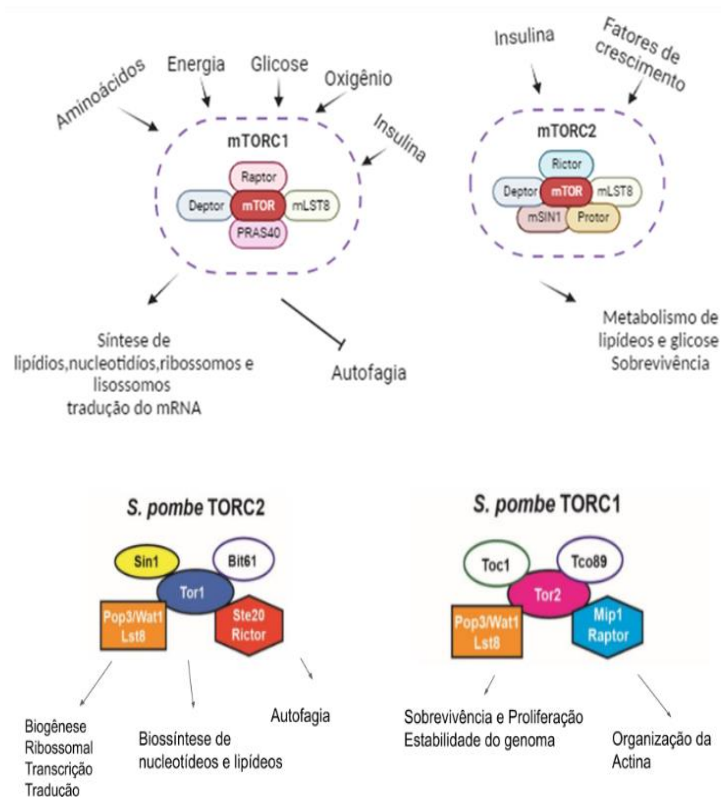 Aminoácidos
Energia
Glicose
Oxigênio
Insulina
mTORC1
Raptor
Deptor
mTOR
mLST8
PRAS40
Síntese de
lipídios,nucleotidíos,ribossomos e
lisossomos
tradução do mRNA
Autofagia
Insulina
Fatores de
crescimento
mTORC2
Rictor
Deptor
mTOR
mLST8
mSIN1
Protor
Metabolismo de
lipídeos e glicose
Sobrevivência
S. pombe TORC2
Sin1
Bit61
Tor1
Pop3/Wat1
Lst8
Ste20
Rictor
Biogênese
Ribossomal
Transcrição
Tradução
Biossíntese de
nucleotídeos e lipídeos
Autofagia
S. pombe TORC1
Toc1
Tco89
Tor2
Pop3/Wat1
Lst8
Mip1
Raptor
Sobrevivência e Proliferação
Estabilidade do genoma
Organização da
Actina